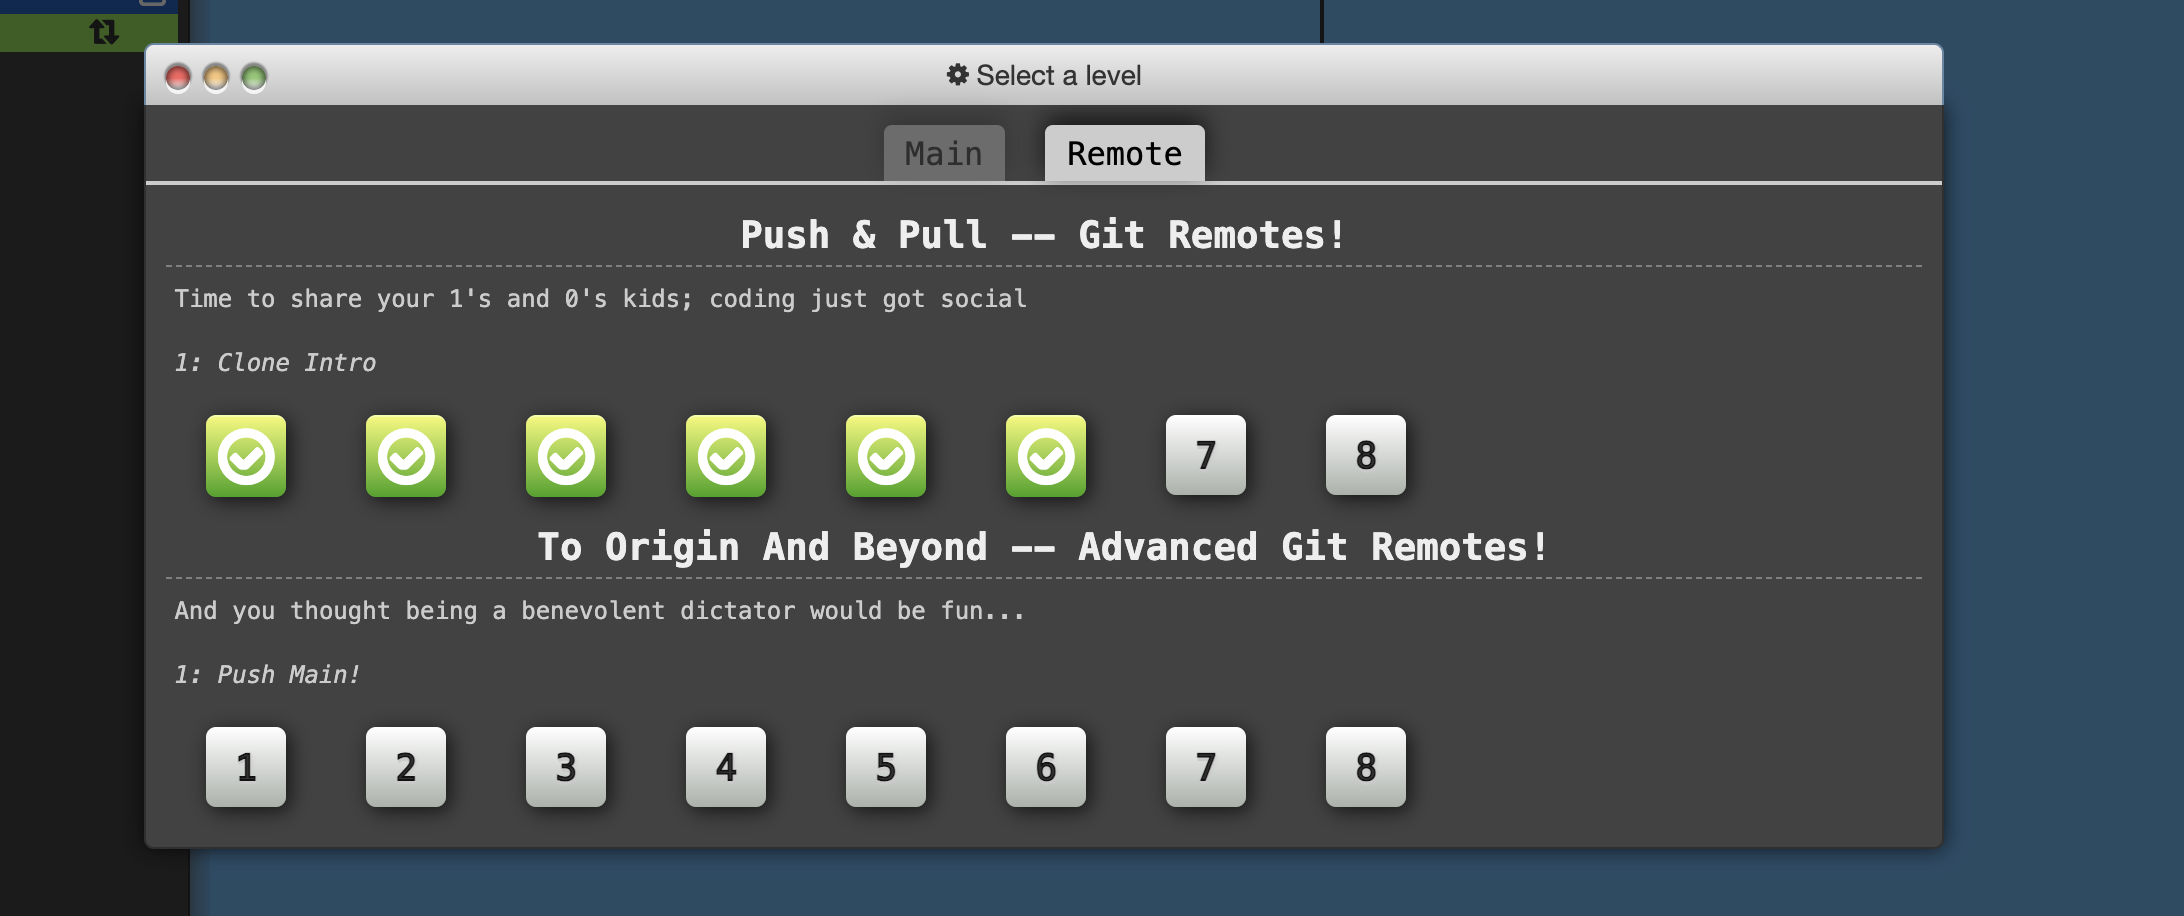 Select a level
Main Remote
Push & Pull -- Git Remotes!
Time to share your 1's and 0's kids; coding just got social
1: Clone Intro
7 8
To Origin And Beyond -- Advanced Git Remotes!
And you thought being a benevolent dictator would be fun...
1: Push Main!
1 2 3 4 5 6 7 8